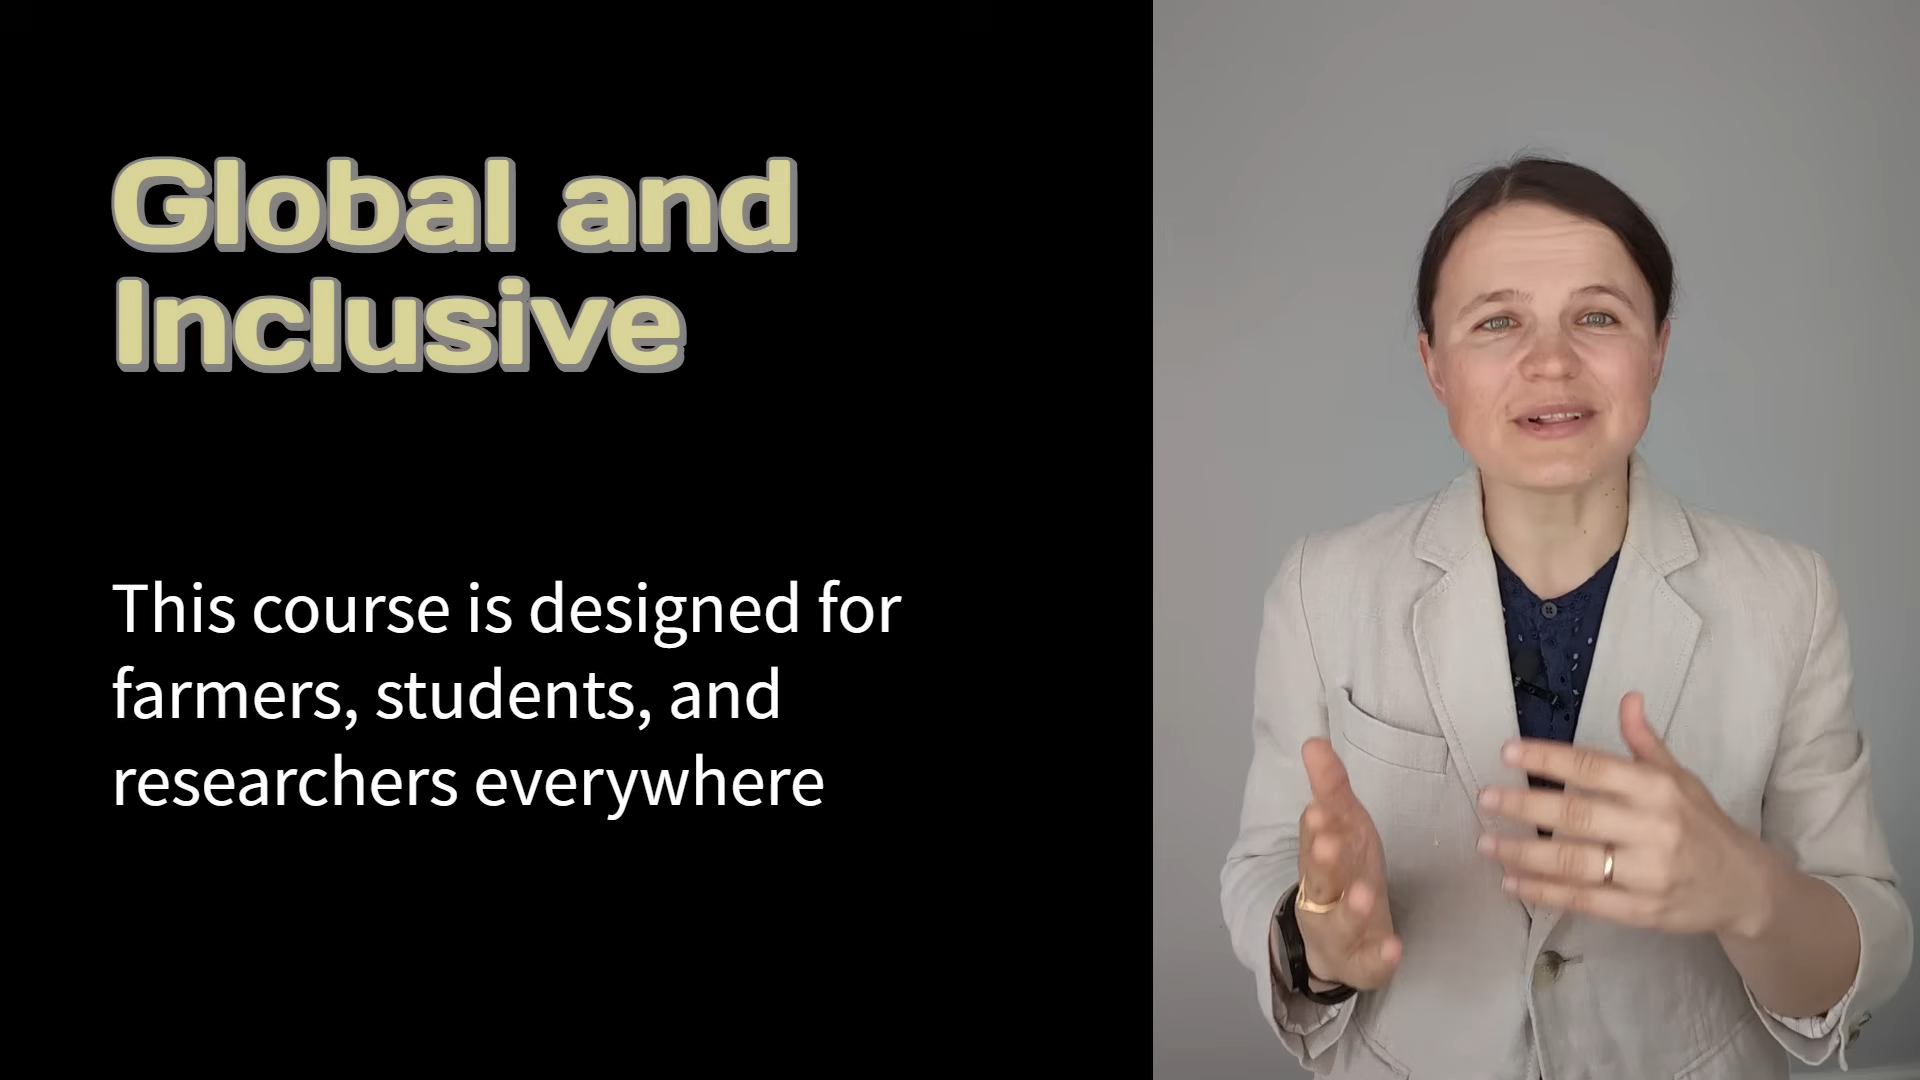 Global and
Inclusive
This course is designed for
farmers, students, and
researchers everywhere